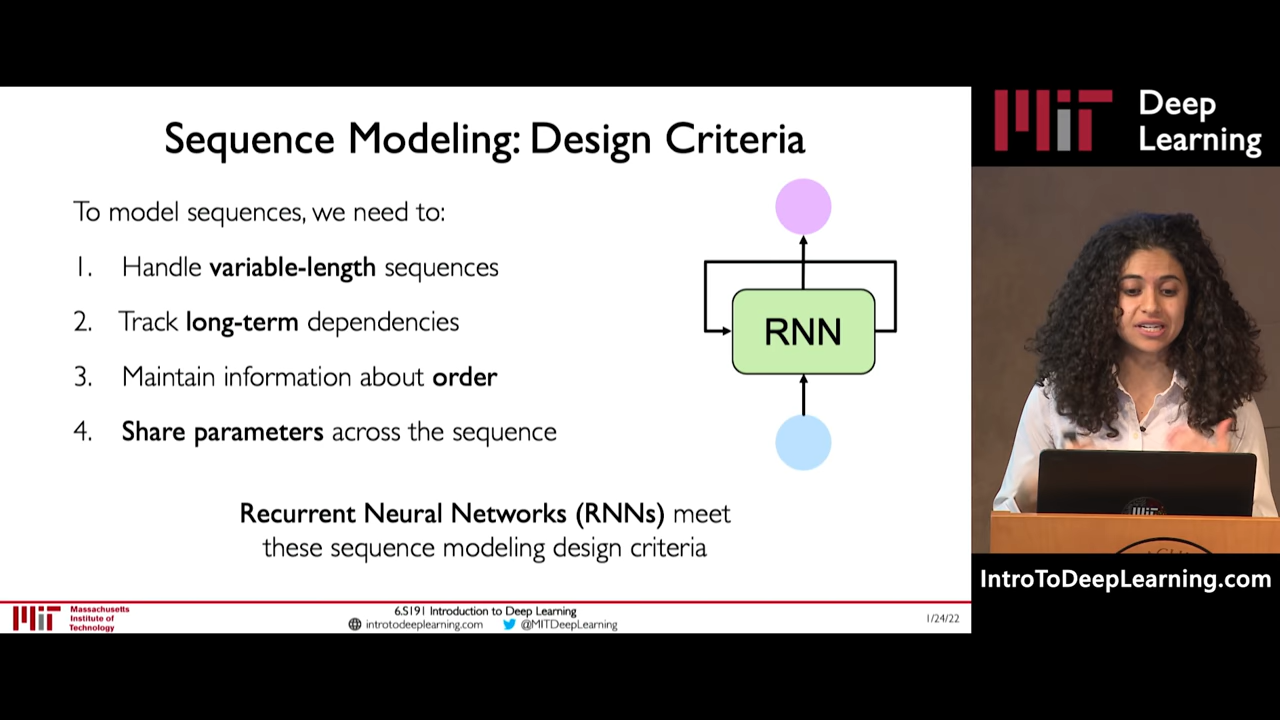 Sequence Modeling: Design Criteria
To model sequences, we need to:
1. Handle variable-length sequences
2. Track long-term dependencies
3. Maintain information about order
4. Share parameters across the sequence
RNN
Recurrent Neural Networks (RNNs) meet
these sequence modeling design criteria
Massachusetts
Institute of
Technology
6.S191 Introduction to Deep Learning
introtodeeplearning.com @MITDeepLearning
1/24/22
MIT Deep
Learning
IntroToDeepLearning.com